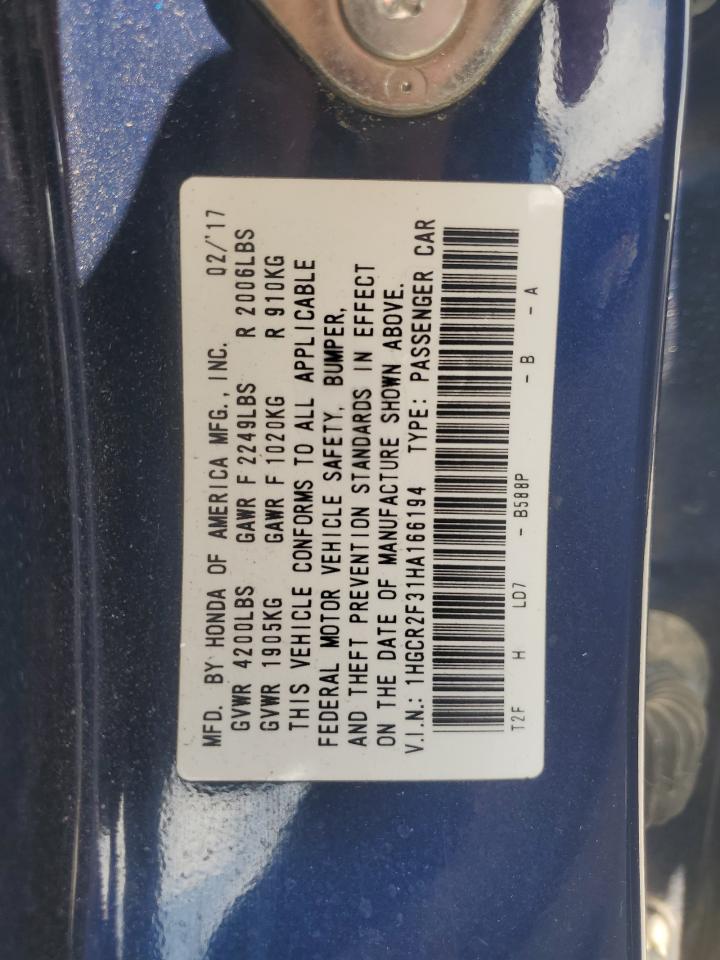 MFD. BY HONDA OF AMERICA MFG., INC. 02/'17
GVWR 4200LBS GAWR F 2249LBS R 2006LBS
GVWR 1905KG GAWR F 1020KG R 910KG
THIS VEHICLE CONFORMS TO ALL APPLICABLE
FEDERAL MOTOR VEHICLE SAFETY, BUMPER,
AND THEFT PREVENTION STANDARDS IN EFFECT
ON THE DATE OF MANUFACTURE SHOWN ABOVE.
V.I.N.: 1HGCR2F31HA166194 TYPE: PASSENGER CAR
T2F H LD7 - B588P - B - A